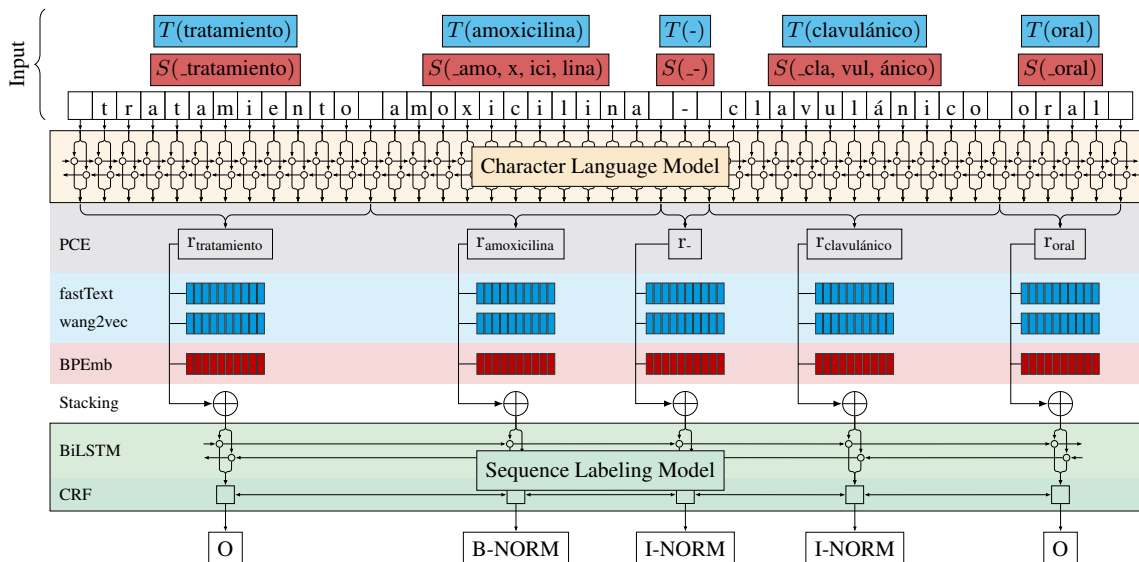 Input
T(tratamiento) T(amoxicilina) T(-) T(clavulánico) T(oral)
S(_tratamiento) S(_amo, x, ici, lina) S(_-) S(_cla, vul, ánico) S(_oral)
t r a t a m i e n t o a m o x i c i l i n a - c l a v u l á n i c o o r a l
Character Language Model
PCE r_tratamiento r_amoxicilina r_- r_clavulánico r_oral
fastText
wang2vec
BPEmb
Stacking
BiLSTM
Sequence Labeling Model
CRF
O B-NORM I-NORM I-NORM O